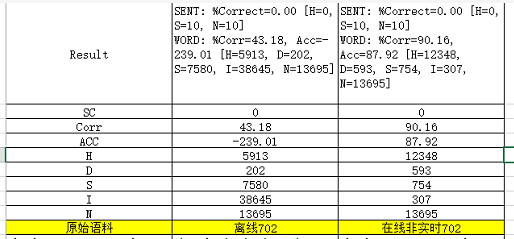 Result
SENT: %Correct=0.00 [H=0,
S=10, N=10]
WORD: %Corr=43.18, Acc=-
239.01 [H=5913, D=202,
S=7580, I=38645, N=13695]
SENT: %Correct=0.00 [H=0,
S=10, N=10]
WORD: %Corr=90.16,
Acc=87.92 [H=12348,
D=593, S=754, I=307,
N=13695]
SC 0 0
Corr 43.18 90.16
ACC -239.01 87.92
H 5913 12348
D 202 593
S 7580 754
I 38645 307
N 13695 13695
原始语料 离线702 在线非实时702